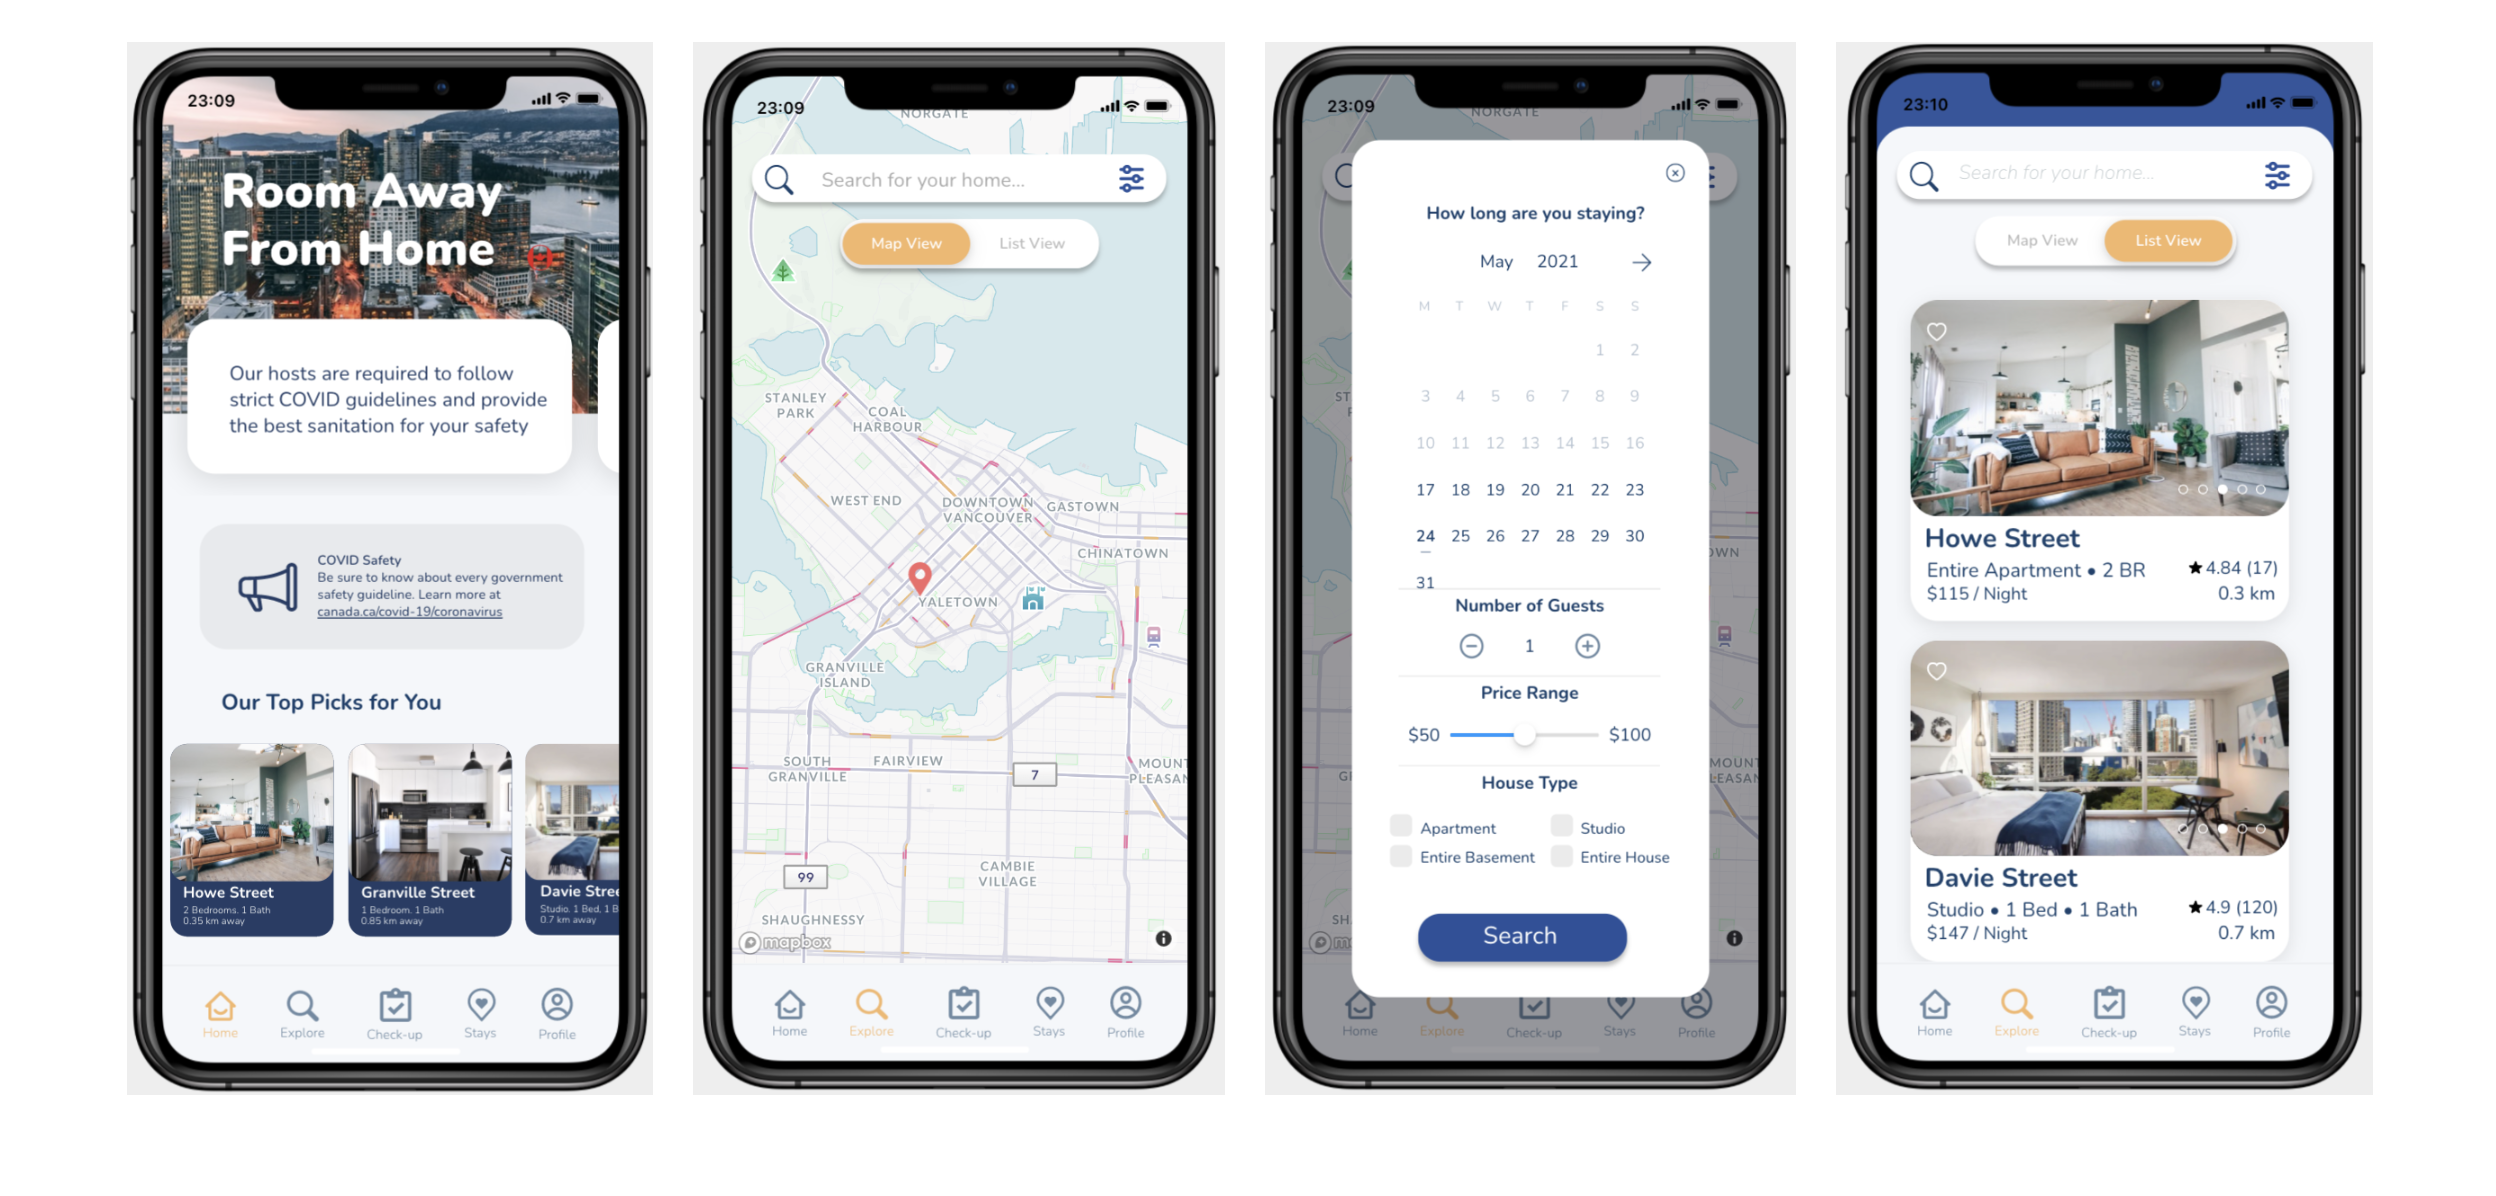 23:09
Room Away
From Home
Our hosts are required to follow
strict COVID guidelines and provide
the best sanitation for your safety
COVID Safety
Be sure to know about every government
safety guideline. Learn more at
canada.ca/covid-19/coronavirus
Our Top Picks for You
Howe Street
2 Bedrooms. 1 Bath
0.35 km away
Granville Street
1 Bedroom. 1 Bath
0.85 km away
Davie Stree
Studio. 1 Bed, 1 B
0.7 km away
Home
Explore
Check-up
Stays
Profile
23:09
NORGATE
Search for your home...
Map View
List View
STANLEY
PARK
COAL
HARBOUR
WEST END
DOWNTOWN
VANCOUVER
GASTOWN
CHINATOWN
YALETOWN
GRANVILLE
ISLAND
SOUTH
GRANVILLE
FAIRVIEW
7
MOUNT
PLEASAN
99
CAMBIE
VILLAGE
SHAUGHNESSY
mapbox
Home
Explore
Check-up
Stays
Profile
23:09
NORGATE
How long are you staying?
May 2021
M T W T F S S
1 2
3 4 5 6 7 8 9
10 11 12 13 14 15 16
17 18 19 20 21 22 23
24 25 26 27 28 29 30
31
Number of Guests
1
Price Range
$50 $100
House Type
Apartment
Studio
Entire Basement
Entire House
Search
ST
OWN
MOUNT
LEASAN
G
SH
m
Home
Explore
Check-up
Stays
Profile
23:10
Search for your home...
Map View
List View
Howe Street
Entire Apartment • 2 BR
★ 4.84 (17)
$115 / Night
0.3 km
Davie Street
Studio • 1 Bed • 1 Bath
★ 4.9 (120)
$147 / Night
0.7 km
Home
Explore
Check-up
Stays
Profile